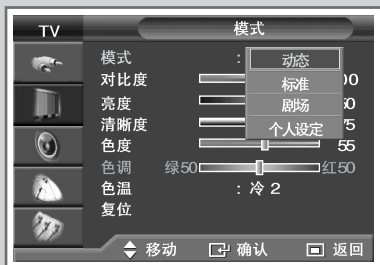 TV 模式
模式 : 动态
对比度 标准 00
亮度 剧场 50
清晰度 个人设定 75
色度 55
色调 绿50 红50
色温 : 冷 2
复位
移动 确认 返回